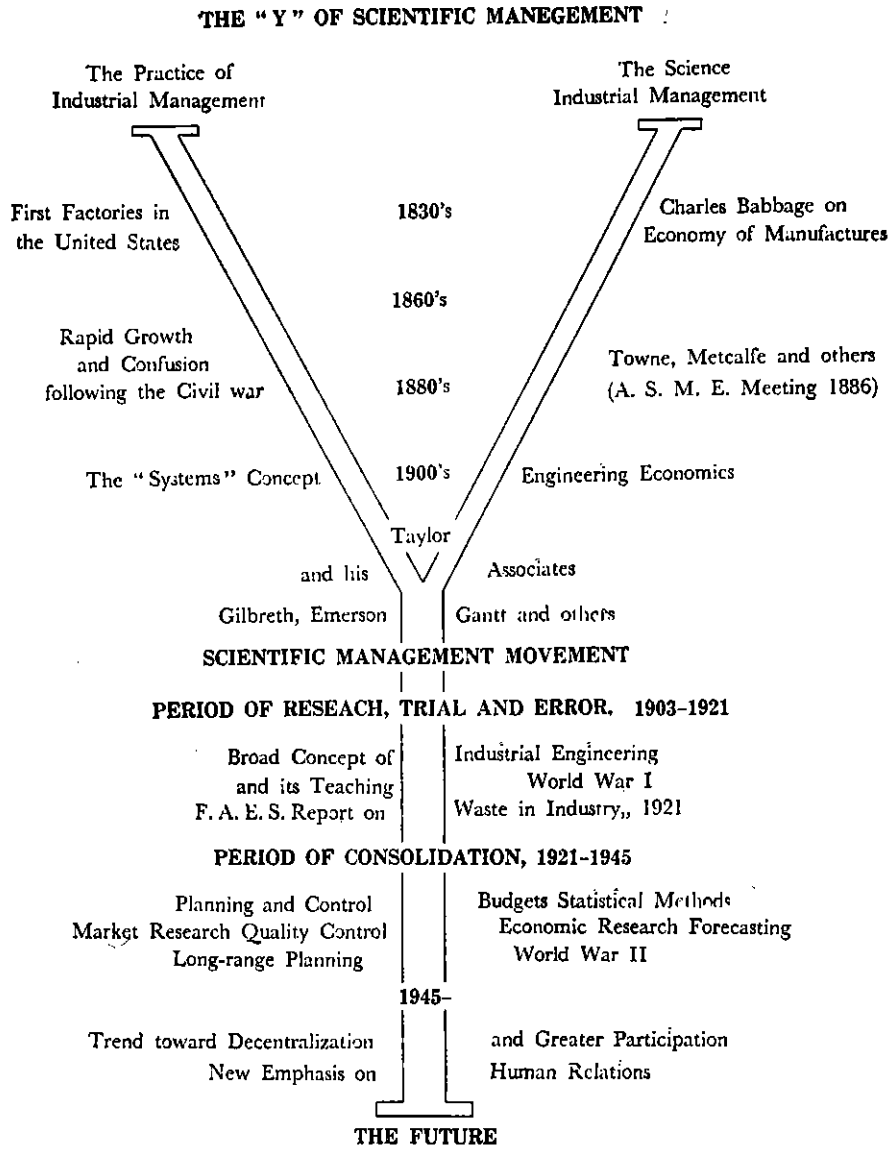 THE "Y" OF SCIENTIFIC MANEGEMENT
The Practice of
Industrial Management
The Science
Industrial Management
First Factories in
the United States
1830's
Charles Babbage on
Economy of Manufactures
1860's
Rapid Growth
and Confusion
following the Civil war
1880's
Towne, Metcalfe and others
(A. S. M. E. Meeting 1886)
The "Systems" Concept
1900's
Engineering Economics
Taylor
and his
Associates
Gilbreth, Emerson
Gantt and others
SCIENTIFIC MANAGEMENT MOVEMENT
PERIOD OF RESEACH, TRIAL AND ERROR, 1903-1921
Broad Concept of
and its Teaching
F. A. E. S. Report on
Industrial Engineering
World War I
Waste in Industry,, 1921
PERIOD OF CONSOLIDATION, 1921-1945
Planning and Control
Market Research Quality Control
Long-range Planning
Budgets Statistical Methods
Economic Research Forecasting
World War II
1945-
Trend toward Decentralization
New Emphasis on
and Greater Participation
Human Relations
THE FUTURE